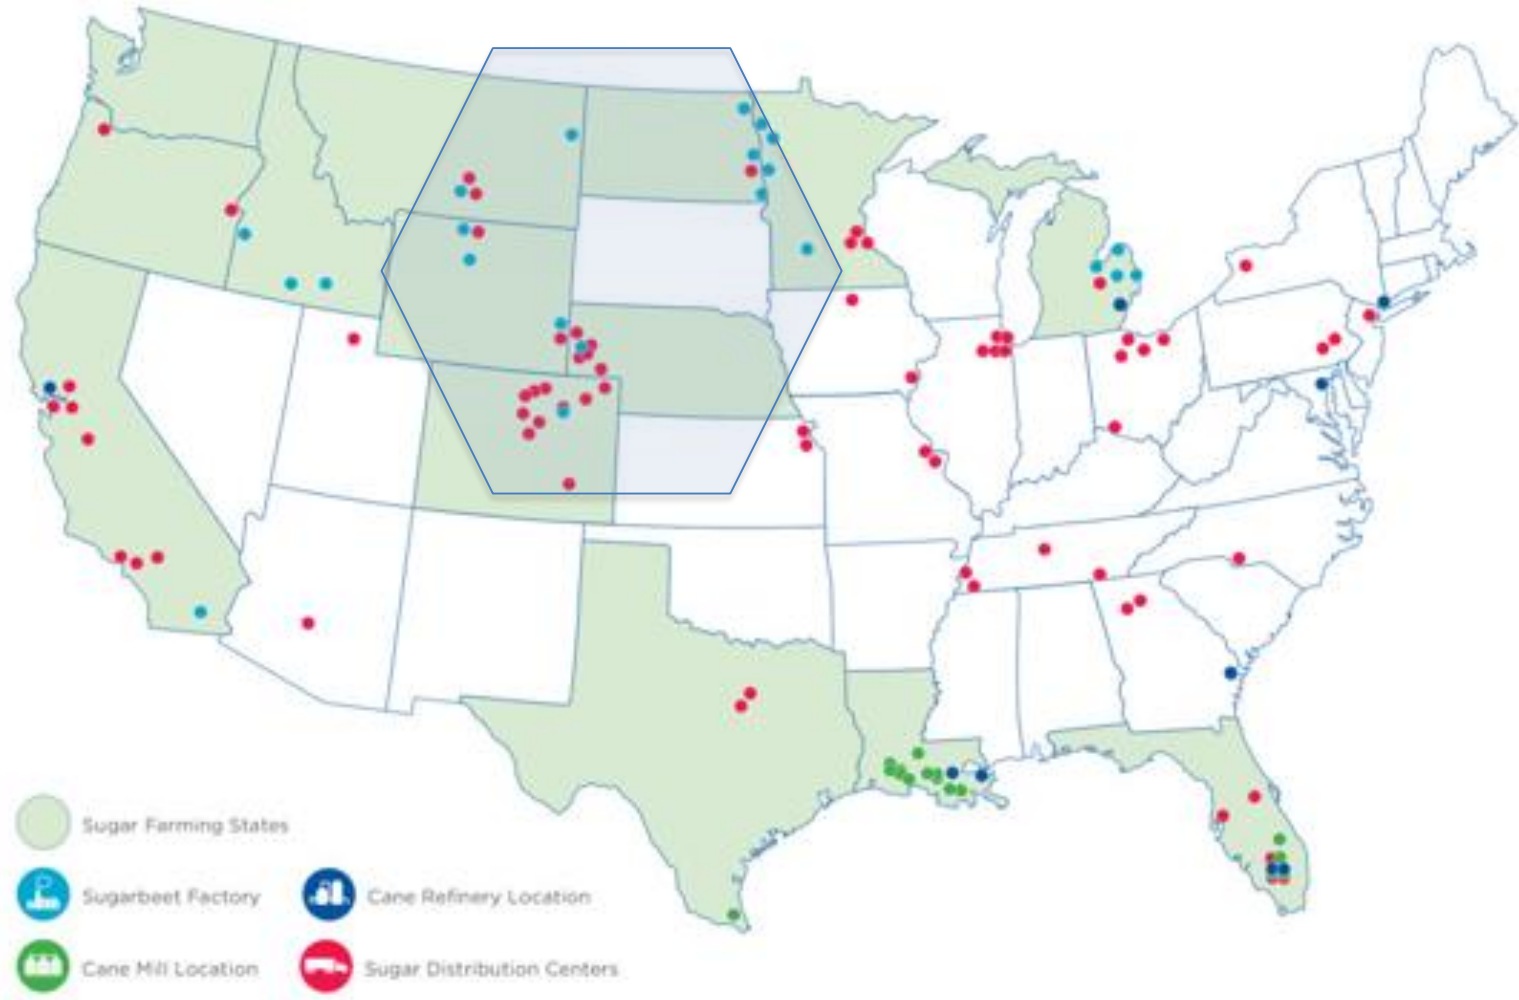 Sugar Farming States
Sugarbeet Factory
Cane Refinery Location
Cane Mill Location
Sugar Distribution Centers